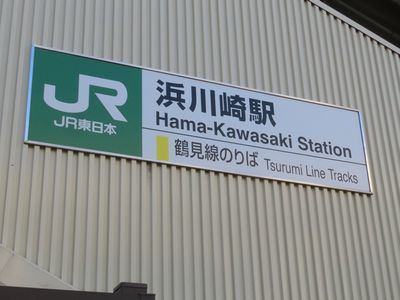 JR
JR東日本
浜川崎駅
Hama-Kawasaki Station
鶴見線のりば Tsurumi Line Tracks